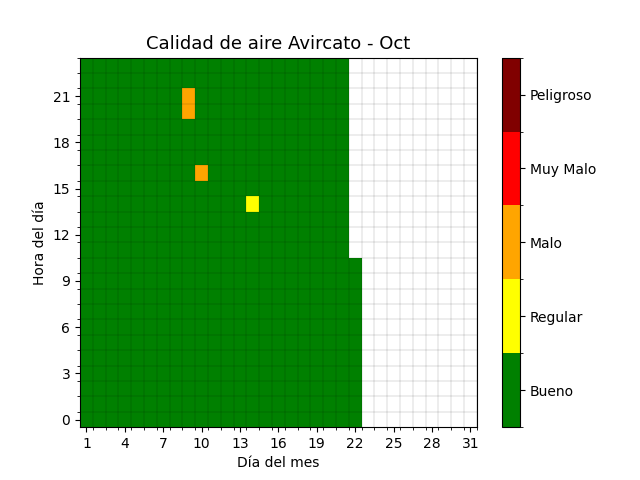 Calidad de aire Avircato - Oct
Hora del día
21
18
15
12
9
6
3
0
1 4 7 10 13 16 19 22 25 28 31
Día del mes
Peligroso
Muy Malo
Malo
Regular
Bueno